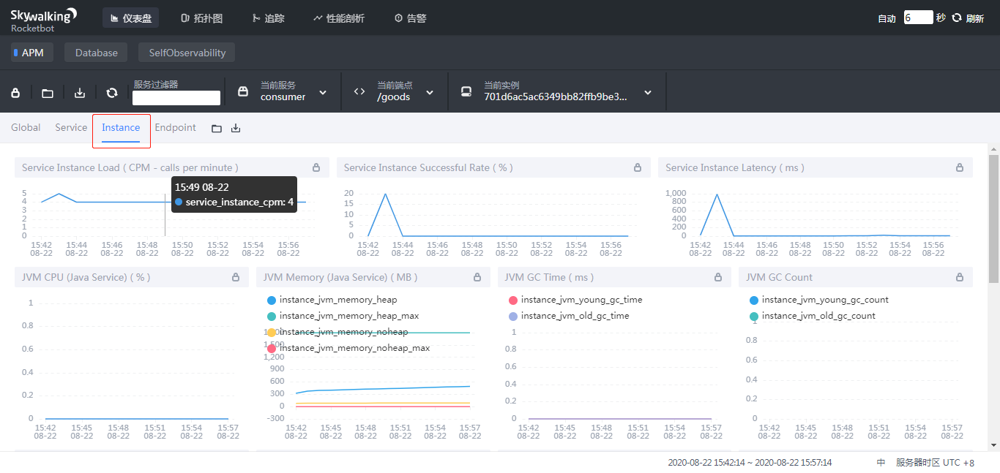 Skywalking
Rocketbot
仪表盘 拓扑图 追踪 性能剖析 告警 自动 6 秒 刷新
APM Database SelfObservability
服务过滤器 当前服务 当前端点 当前实例
consumer /goods 701d6ac5ac6349bb82ffb9be3...
Global Service Instance Endpoint
Service Instance Load ( CPM - calls per minute ) Service Instance Successful Rate ( % ) Service Instance Latency ( ms )
15:49 08-22
service_instance_cpm: 4
5
4
3
2
1
0
15:42 15:44 15:46 15:48 15:50 15:52 15:54 15:56
08-22 08-22 08-22 08-22 08-22 08-22 08-22 08-22
20
15
10
5
0
15:42 15:44 15:46 15:48 15:50 15:52 15:54 15:56
08-22 08-22 08-22 08-22 08-22 08-22 08-22 08-22
1,000
800
600
400
200
0
15:42 15:44 15:46 15:48 15:50 15:52 15:54 15:56
08-22 08-22 08-22 08-22 08-22 08-22 08-22 08-22
JVM CPU (Java Service) ( % ) JVM Memory (Java Service) ( MB ) JVM GC Time ( ms ) JVM GC Count
1
0.8
0.6
0.4
0.2
0
15:42 15:45 15:48 15:51 15:54 15:57
08-22 08-22 08-22 08-22 08-22 08-22
instance_jvm_memory_heap
instance_jvm_memory_heap_max
instance_jvm_memory_noheap
instance_jvm_memory_noheap_max
1,800
1,500
1,200
900
600
300
0
-300
15:42 15:45 15:48 15:51 15:54 15:57
08-22 08-22 08-22 08-22 08-22 08-22
instance_jvm_young_gc_time
instance_jvm_old_gc_time
1
0.8
0.6
0.4
0.2
0
15:42 15:45 15:48 15:51 15:54 15:57
08-22 08-22 08-22 08-22 08-22 08-22
instance_jvm_young_gc_count
instance_jvm_old_gc_count
1
0.8
0.6
0.4
0.2
0
15:42 15:45 15:48 15:51 15:54 15:57
08-22 08-22 08-22 08-22 08-22 08-22
2020-08-22 15:42:14 ~ 2020-08-22 15:57:14 中 服务器时区 UTC +8